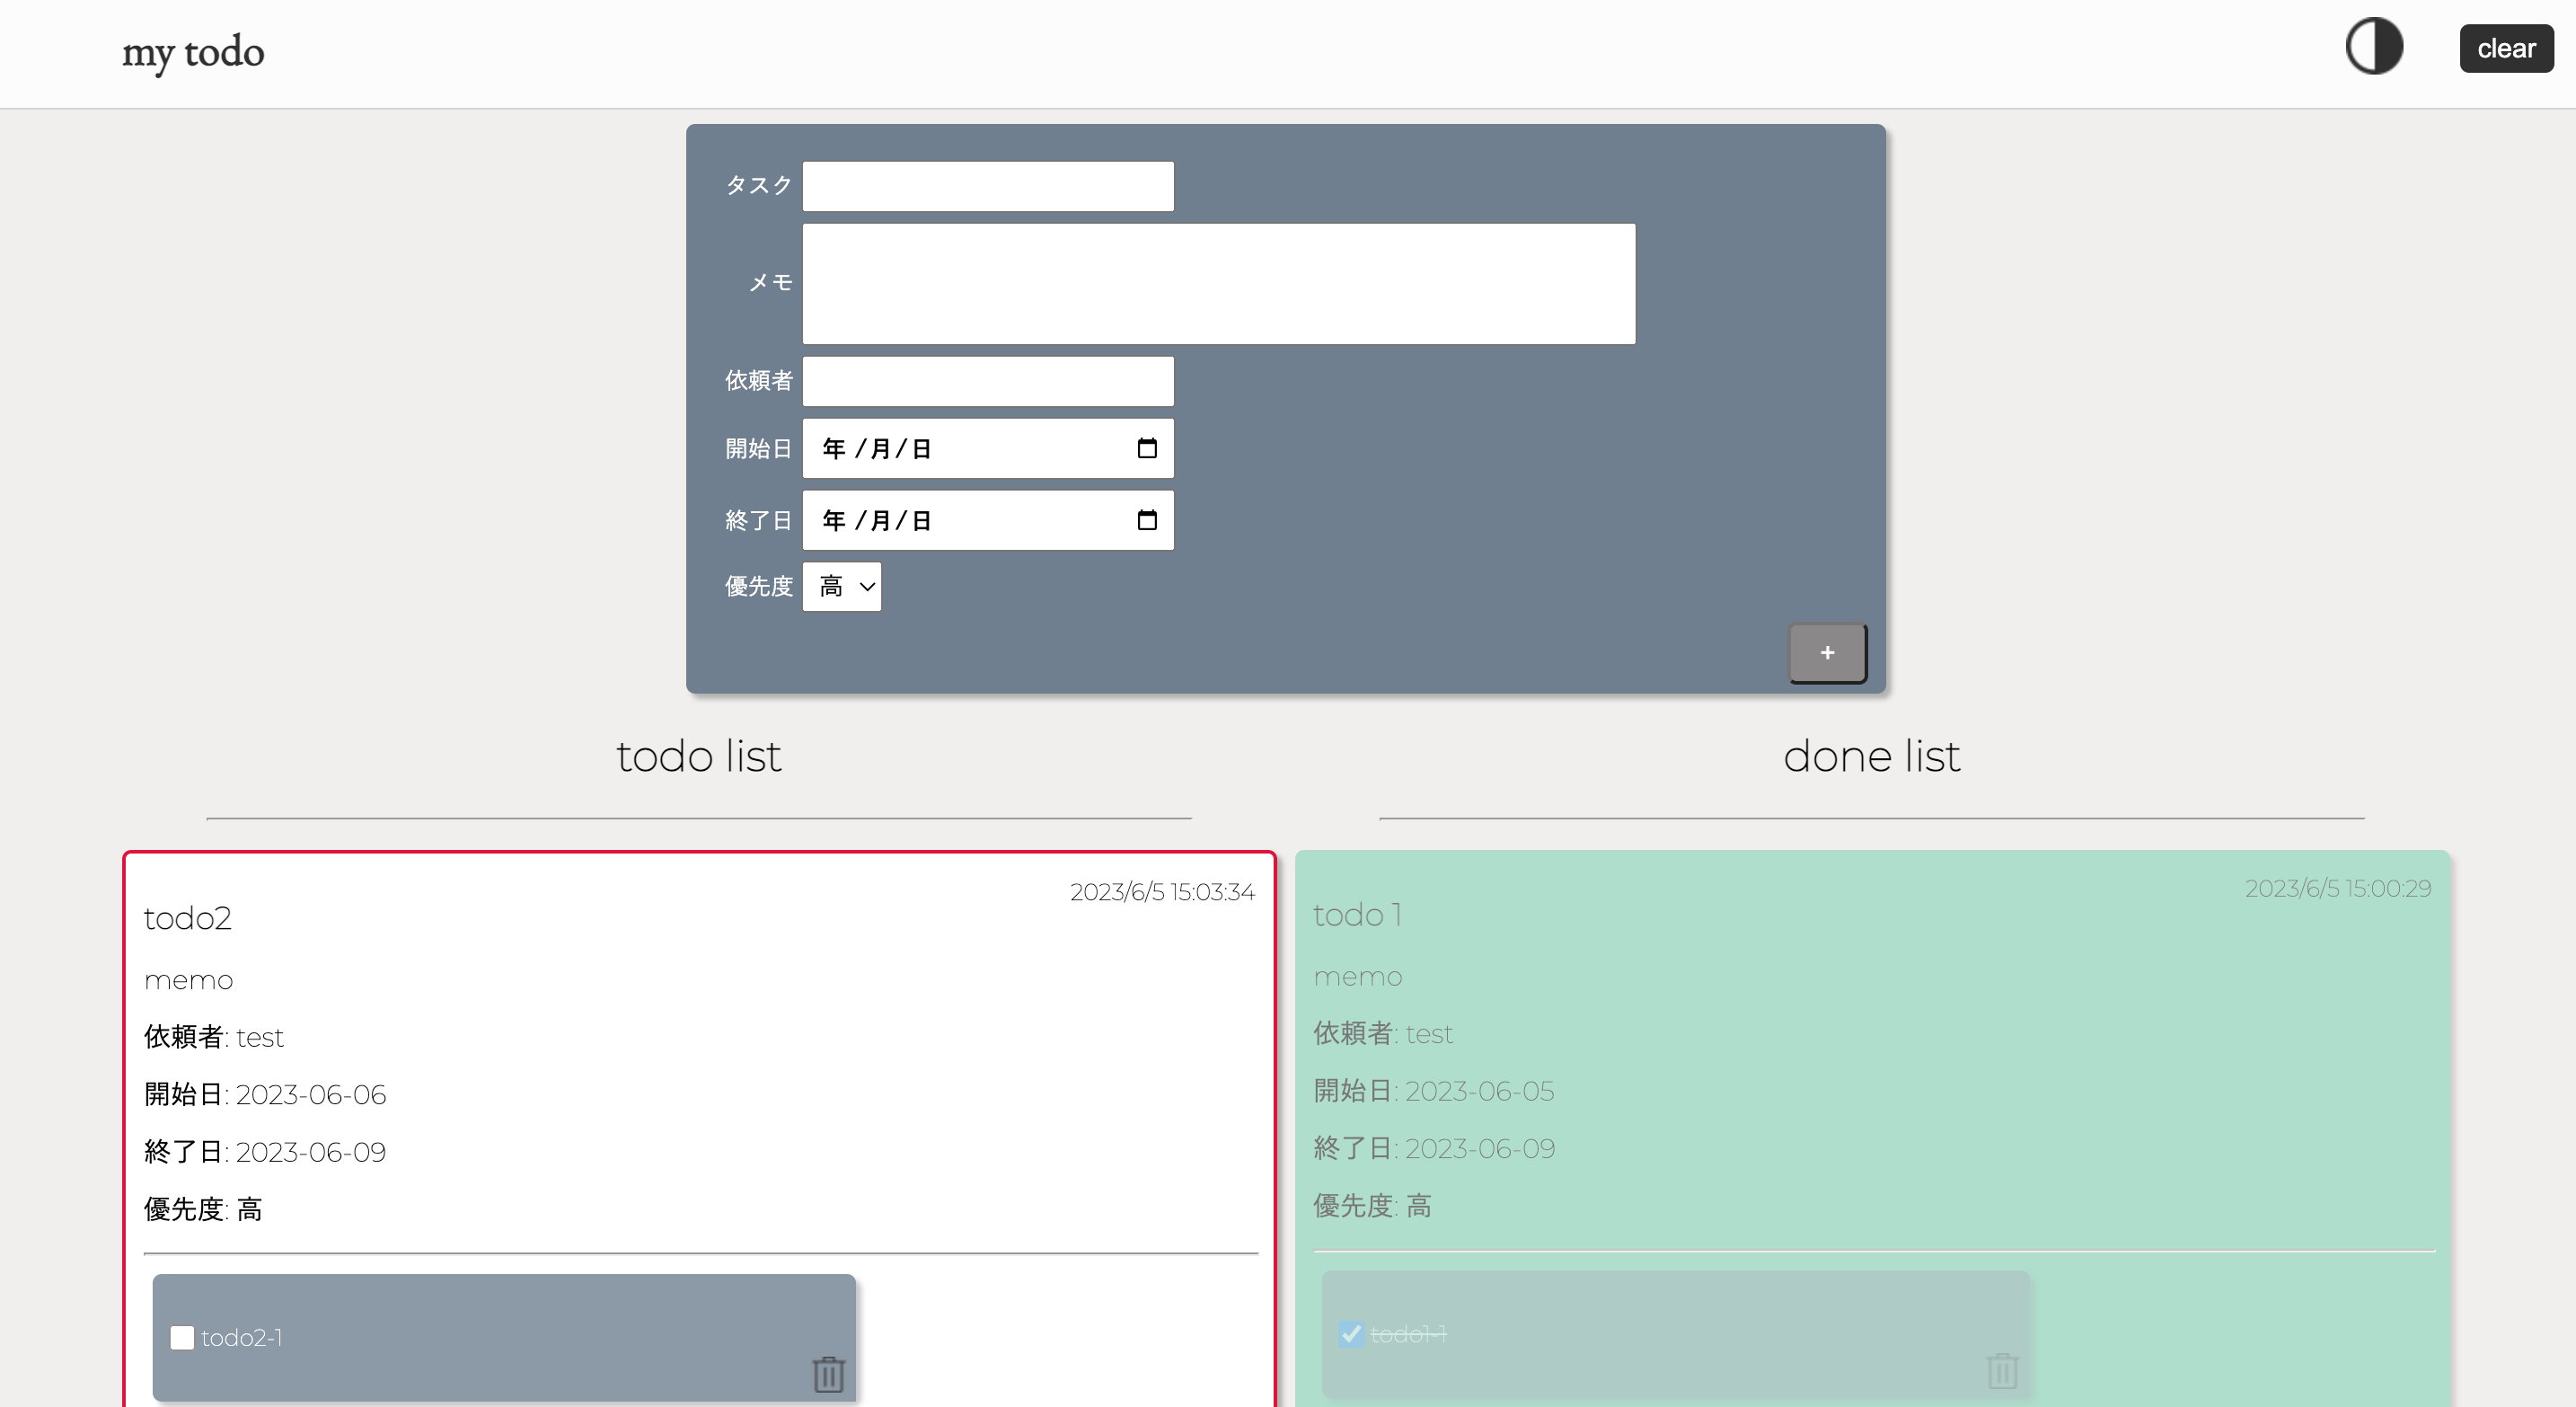 my todo
clear
タスク
メモ
依頼者
開始日 年 /月/日
終了日 年 /月/日
優先度 高
+
todo list
done list
2023/6/5 15:03:34
todo2
memo
依頼者: test
開始日: 2023-06-06
終了日: 2023-06-09
優先度: 高
todo2-1
2023/6/5 15:00:29
todo 1
memo
依頼者: test
開始日: 2023-06-05
終了日: 2023-06-09
優先度: 高
todo1-1